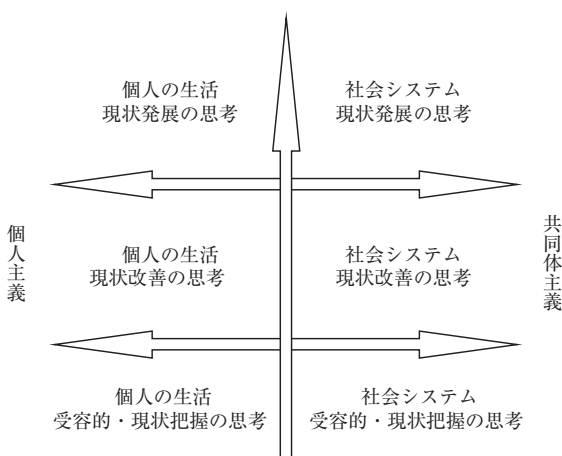 個人の生活
現状発展の思考
社会システム
現状発展の思考
個人主義
個人の生活
現状改善の思考
社会システム
現状改善の思考
共同体主義
個人の生活
受容的・現状把握の思考
社会システム
受容的・現状把握の思考